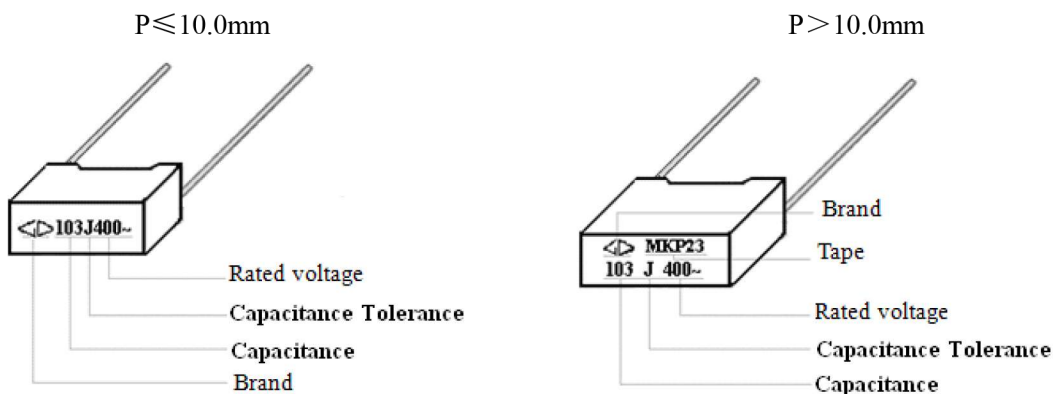 P≤10.0mm
103J400~
Rated voltage
Capacitance Tolerance
Capacitance
Brand
P＞10.0mm
MKP23
103 J 400~
Brand
Tape
Rated voltage
Capacitance Tolerance
Capacitance